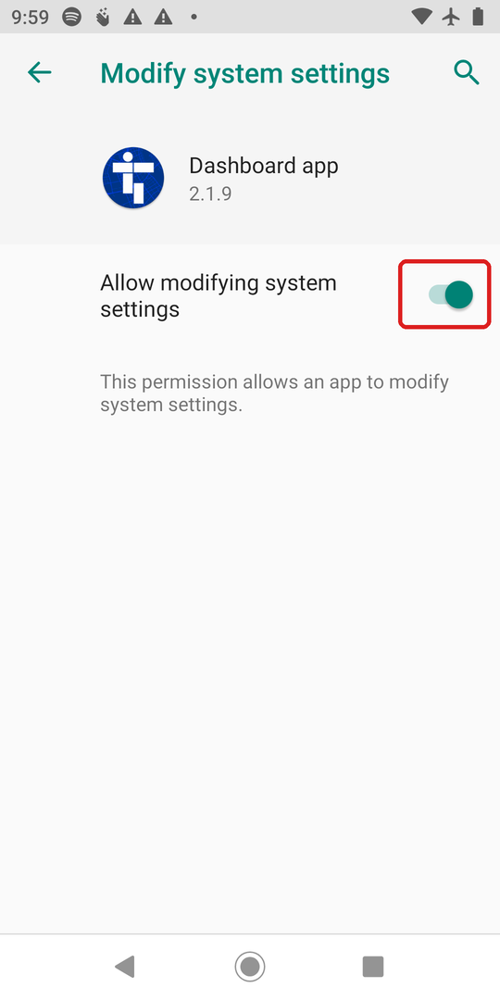 9:59
Modify system settings
Dashboard app
2.1.9
Allow modifying system
settings
This permission allows an app to modify
system settings.